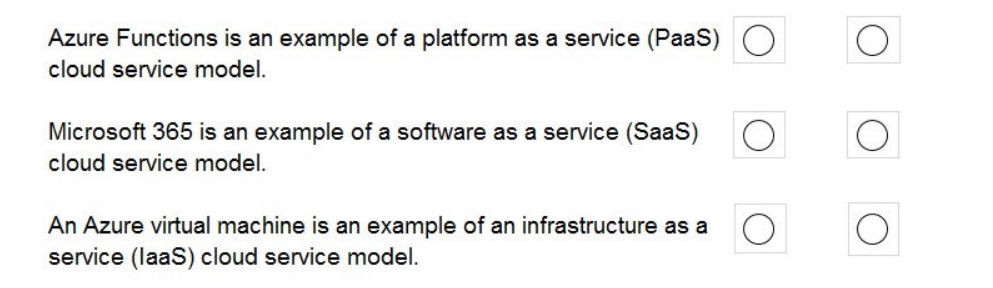 Azure Functions is an example of a platform as a service (PaaS)
cloud service model.
Microsoft 365 is an example of a software as a service (SaaS)
cloud service model.
An Azure virtual machine is an example of an infrastructure as a
service (IaaS) cloud service model.